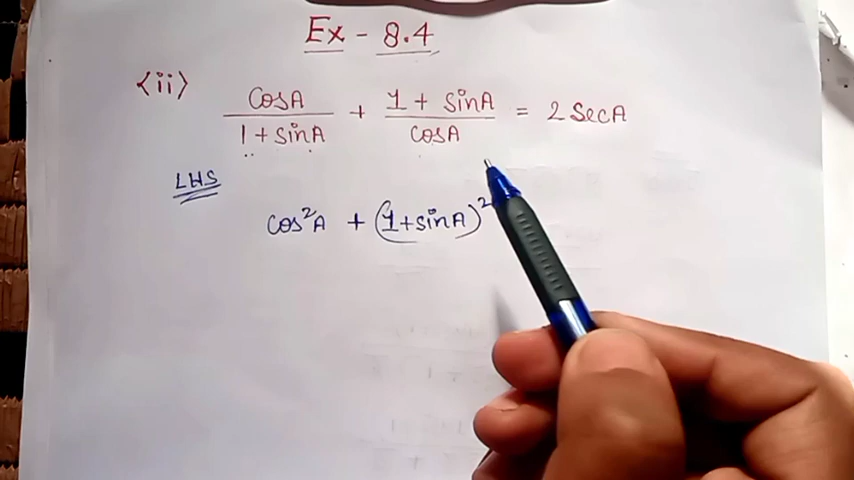 Ex - 8.4
<ii> cosA / 1 + sinA + 1 + sinA / cosA = 2 SecA
LHS
cos²A + (1+sinA)²